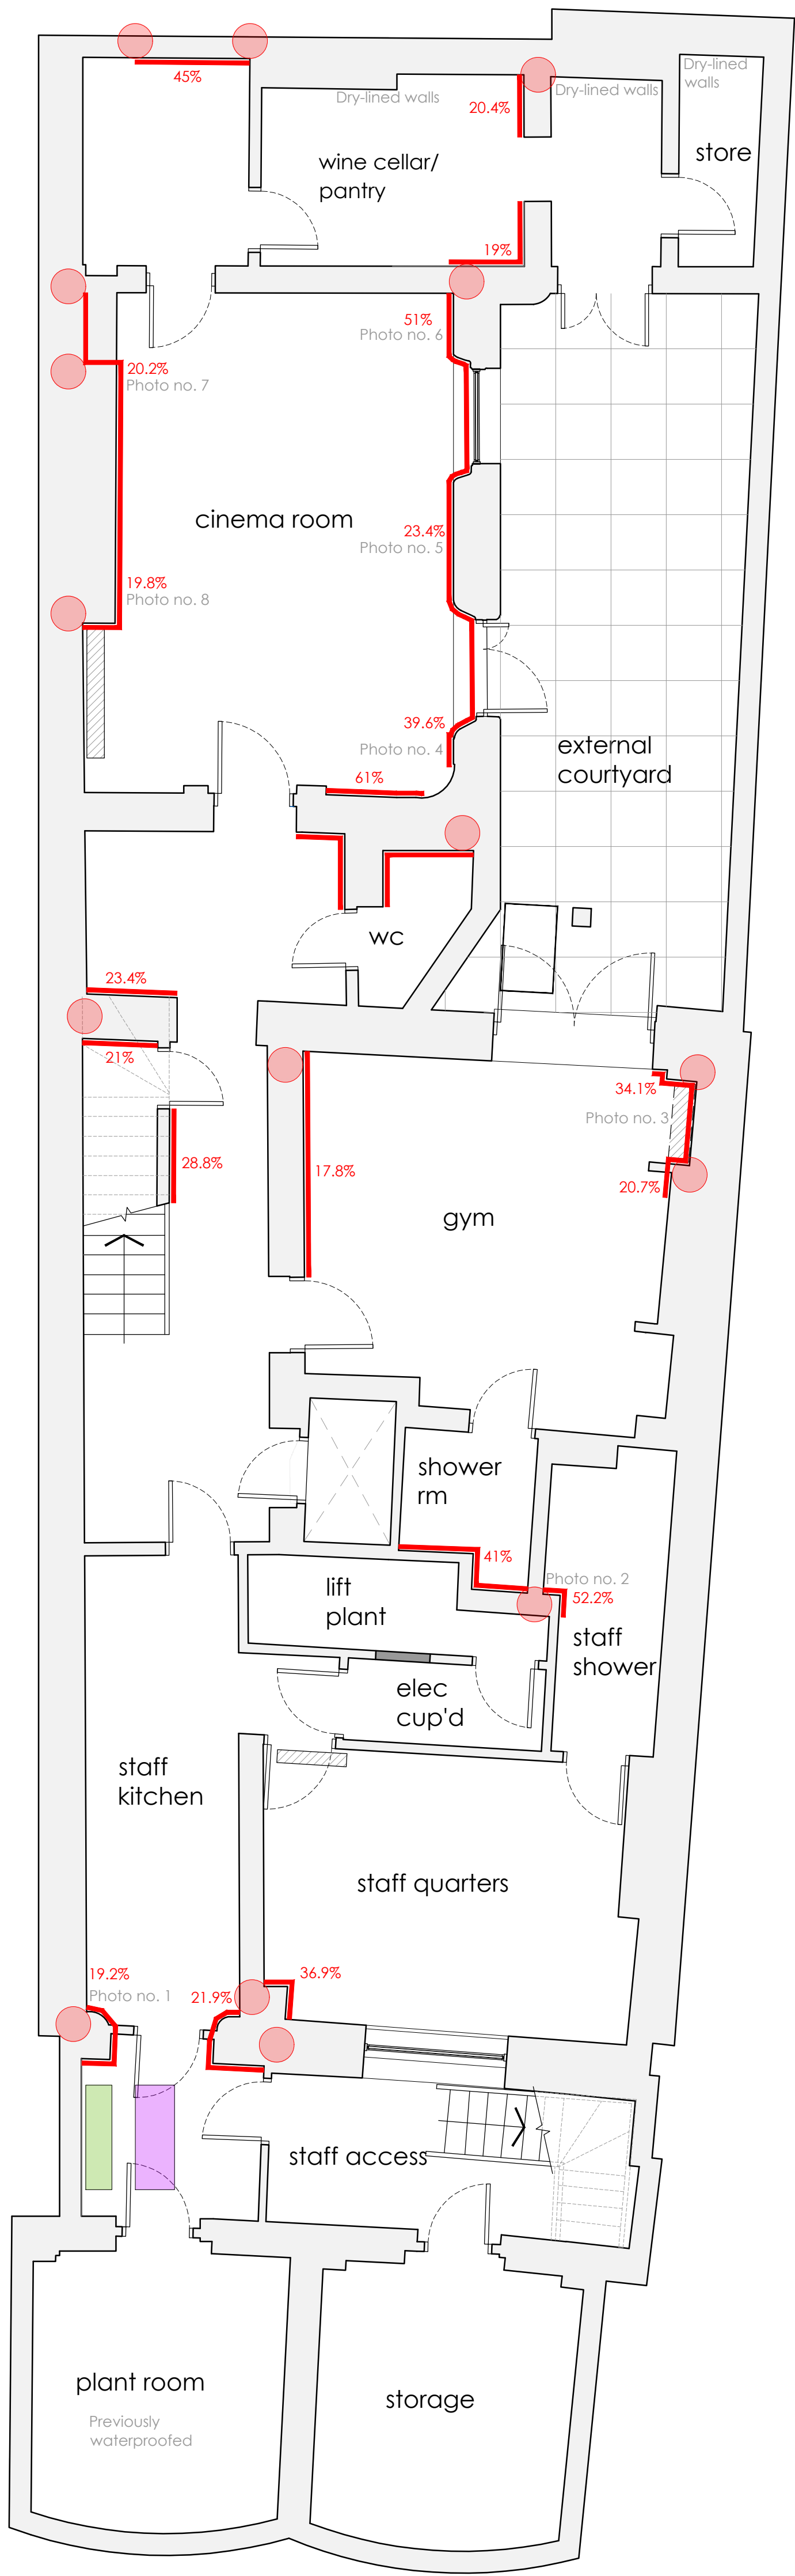 45%
Dry-lined walls
20.4%
Dry-lined walls
Dry-lined
walls
store
wine cellar/
pantry
19%
51%
Photo no. 6
20.2%
Photo no. 7
cinema room
23.4%
Photo no. 5
19.8%
Photo no. 8
39.6%
Photo no. 4
61%
external
courtyard
wc
23.4%
21%
28.8%
17.8%
34.1%
Photo no. 3
20.7%
gym
shower
rm
41%
Photo no. 2
52.2%
lift
plant
staff
shower
elec
cup'd
staff
kitchen
staff quarters
36.9%
19.2%
Photo no. 1
21.9%
staff access
plant room
Previously
waterproofed
storage